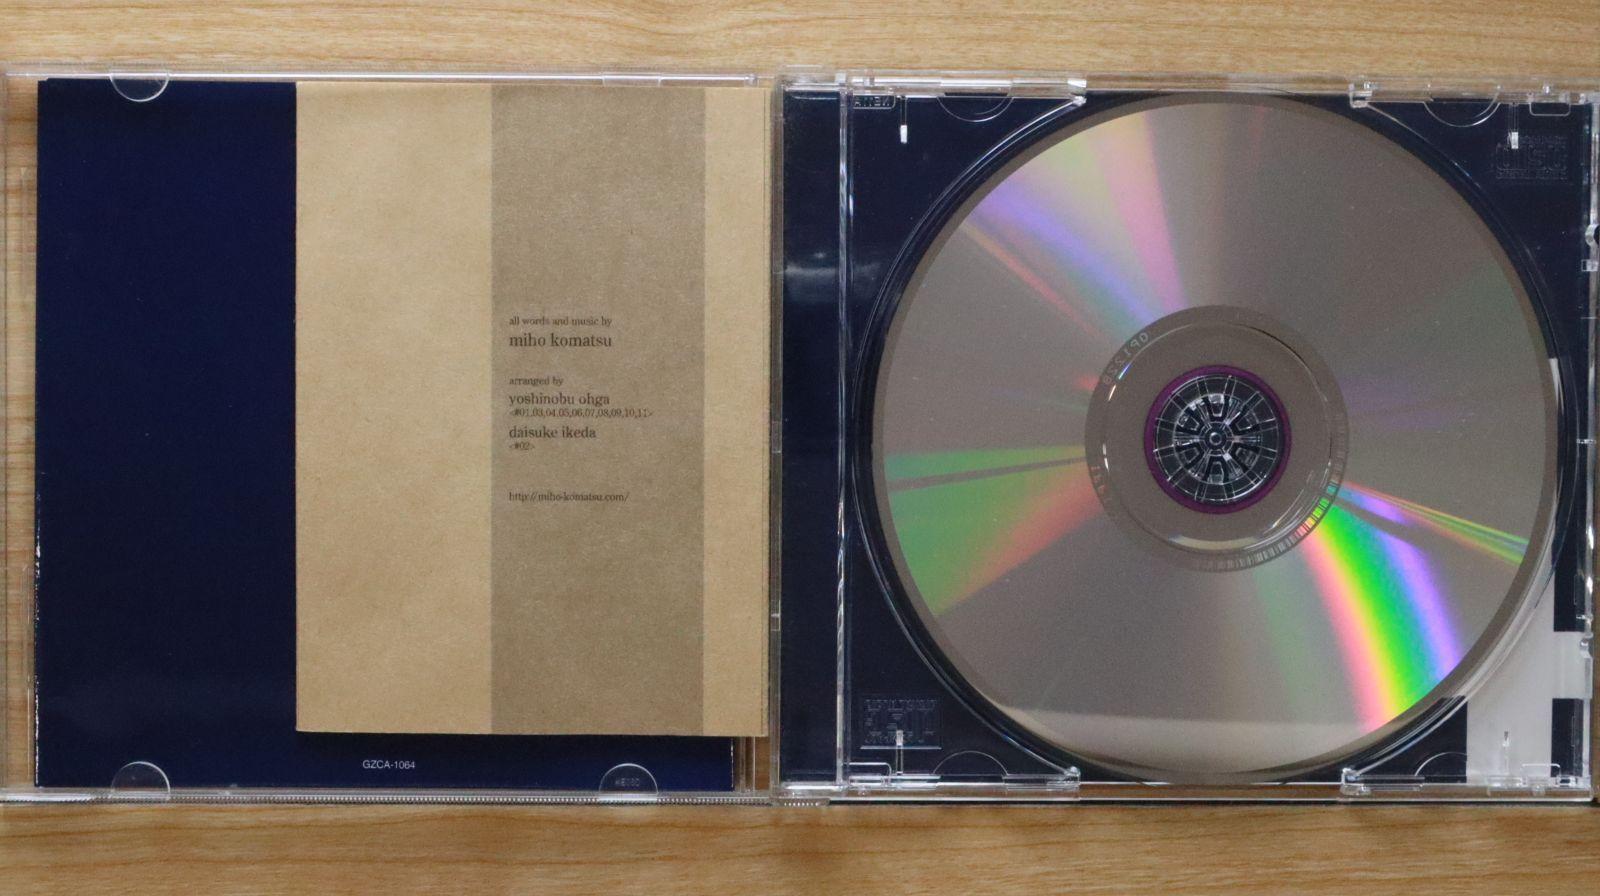 all words and music by
miho komatsu
arranged by
yoshinobu ohga
<#01,03,04,05,06,07,08,09,10,11>
daisuke ikeda
<#02>
http://miho-komatsu.com/
GZCA-1064